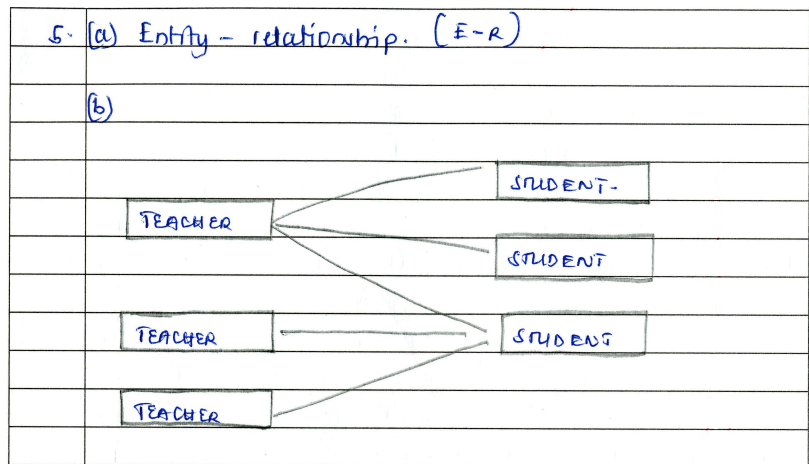 5. (a) Entity - relationship. (E-R)
(b)
STUDENT-
TEACHER
STUDENT
TEACHER
STUDENT
TEACHER